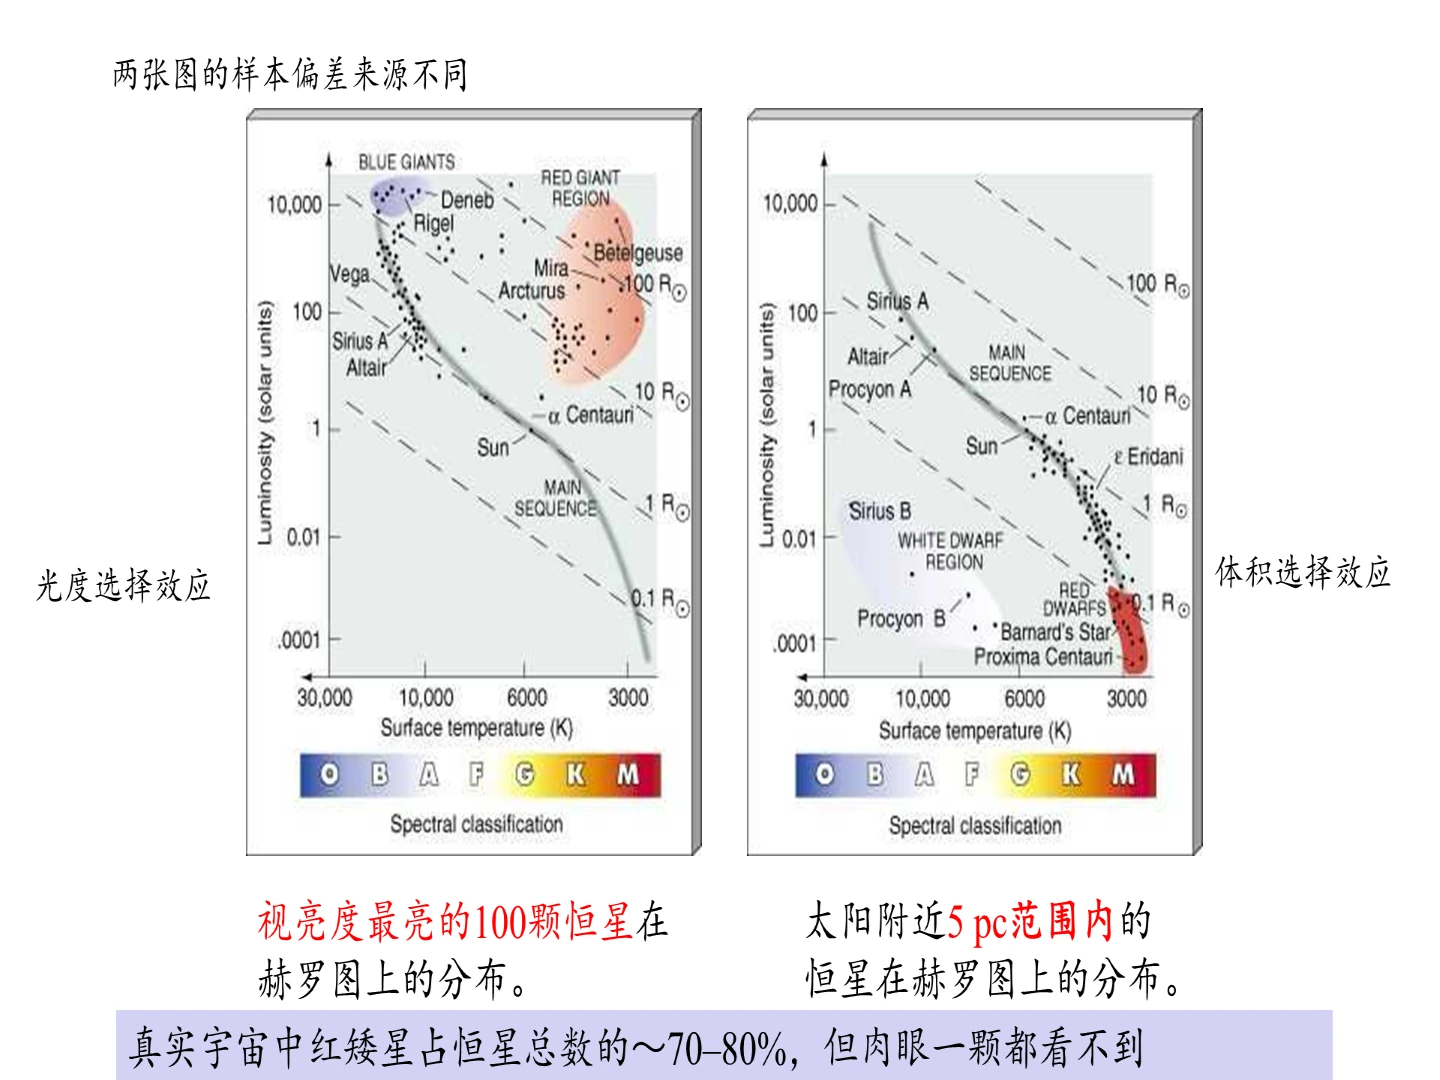 两张图的样本偏差来源不同
BLUE GIANTS
RED GIANT
REGION
10,000
Deneb
Rigel
Betelgeuse
Vega
Mira
Arcturus
100 R⊙
100
Sirius A
Altair
10 R⊙
α Centauri
1
Sun
MAIN
SEQUENCE
1 R⊙
0.01
0.1 R⊙
.0001
Luminosity (solar units)
30,000 10,000 6000 3000
Surface temperature (K)
O B A F G K M
Spectral classification
10,000
100 R⊙
Sirius A
100
MAIN
SEQUENCE
Altair
Procyon A
10 R⊙
α Centauri
1
Sun
ε Eridani
1 R⊙
Sirius B
0.01
WHITE DWARF
REGION
RED
DWARFS
0.1 R⊙
Procyon B
Barnard's Star
.0001
Proxima Centauri
Luminosity (solar units)
30,000 10,000 6000 3000
Surface temperature (K)
O B A F G K M
Spectral classification
光度选择效应
体积选择效应
视亮度最亮的100颗恒星在
赫罗图上的分布。
太阳附近5 pc范围内的
恒星在赫罗图上的分布。
真实宇宙中红矮星占恒星总数的～70–80%，但肉眼一颗都看不到